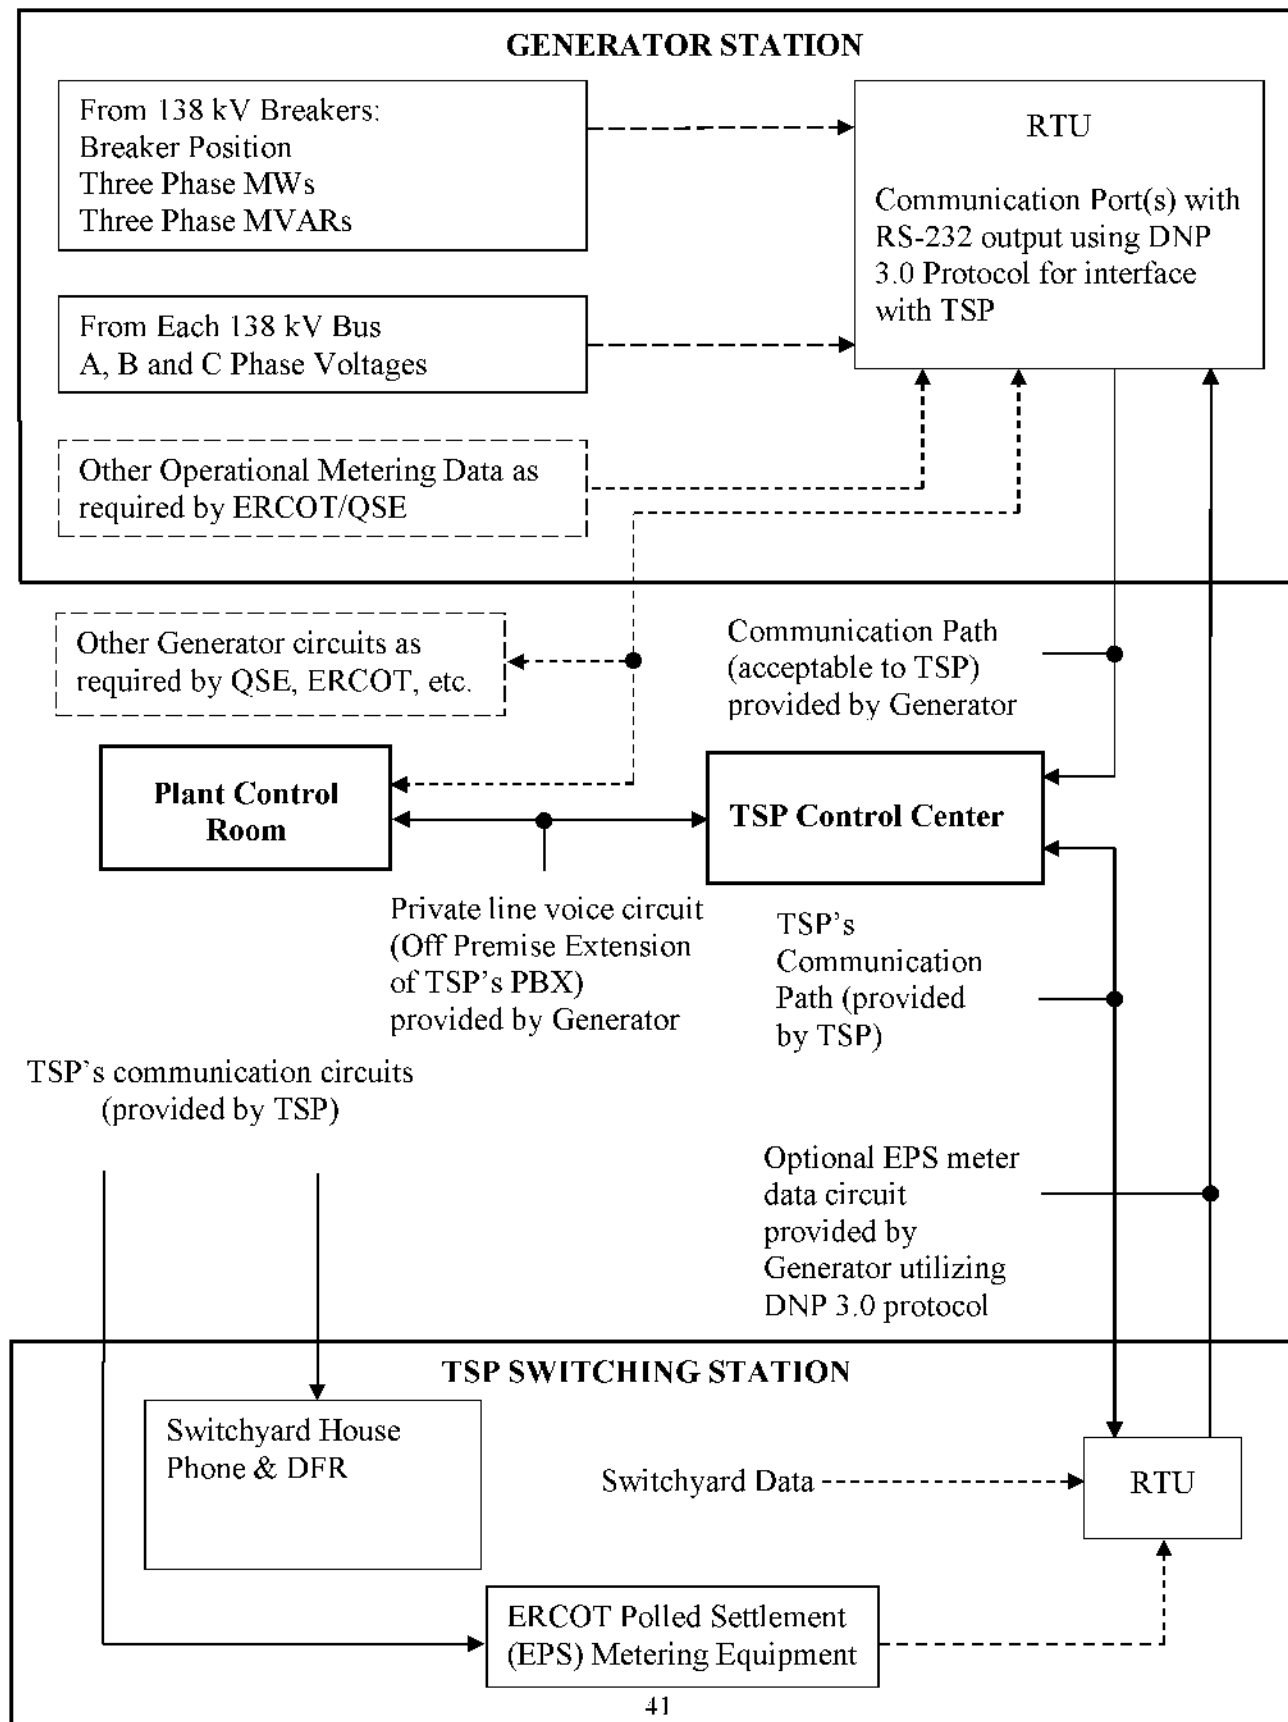 GENERATOR STATION
From 138 kV Breakers:
Breaker Position
Three Phase MWs
Three Phase MVARs
RTU
Communication Port(s) with
RS-232 output using DNP
3.0 Protocol for interface
with TSP
From Each 138 kV Bus
A, B and C Phase Voltages
Other Operational Metering Data as
required by ERCOT/QSE
Other Generator circuits as
required by QSE, ERCOT, etc.
Communication Path
(acceptable to TSP)
provided by Generator
Plant Control
Room
TSP Control Center
Private line voice circuit
(Off Premise Extension
of TSP's PBX)
provided by Generator
TSP's
Communication
Path (provided
by TSP)
TSP's communication circuits
(provided by TSP)
Optional EPS meter
data circuit
provided by
Generator utilizing
DNP 3.0 protocol
TSP SWITCHING STATION
Switchyard House
Phone & DFR
Switchyard Data
RTU
ERCOT Polled Settlement
(EPS) Metering Equipment
41